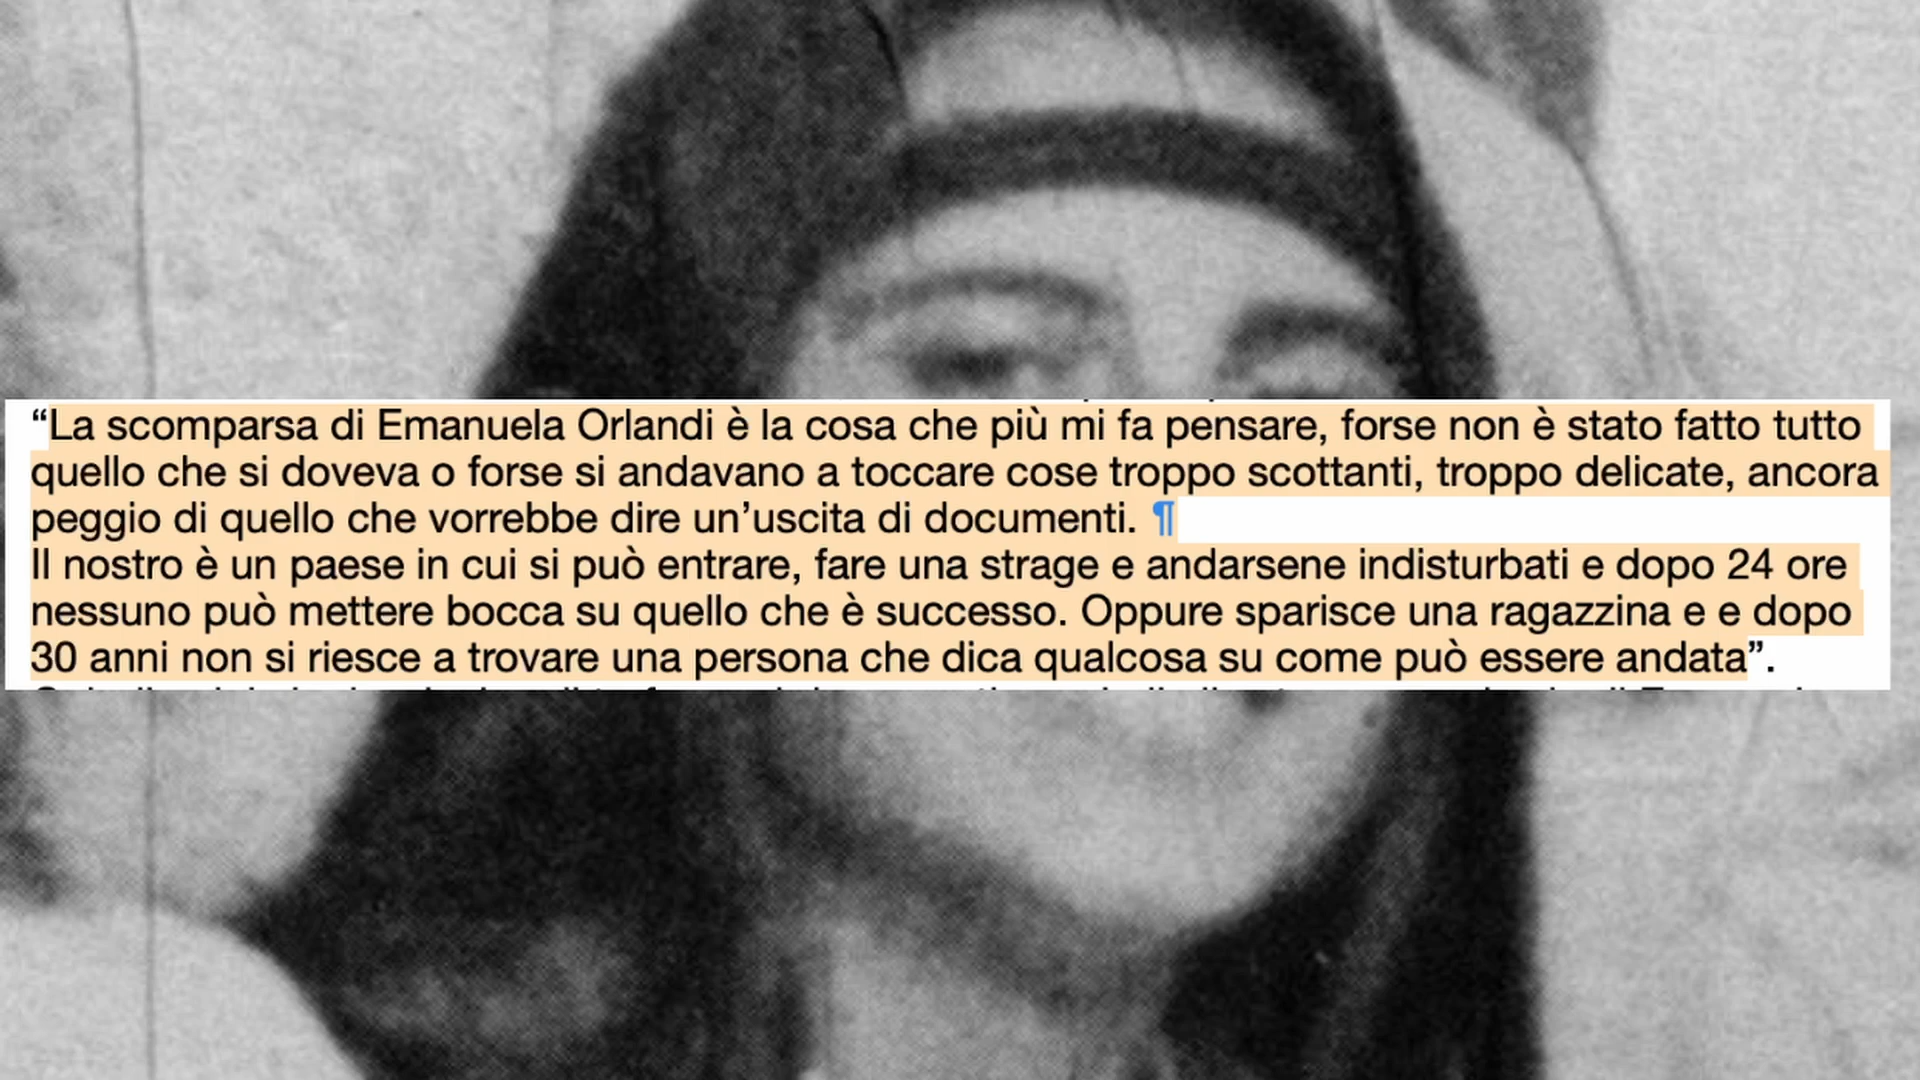 “La scomparsa di Emanuela Orlandi è la cosa che più mi fa pensare, forse non è stato fatto tutto
quello che si doveva o forse si andavano a toccare cose troppo scottanti, troppo delicate, ancora
peggio di quello che vorrebbe dire un’uscita di documenti. ¶
Il nostro è un paese in cui si può entrare, fare una strage e andarsene indisturbati e dopo 24 ore
nessuno può mettere bocca su quello che è successo. Oppure sparisce una ragazzina e e dopo
30 anni non si riesce a trovare una persona che dica qualcosa su come può essere andata”.